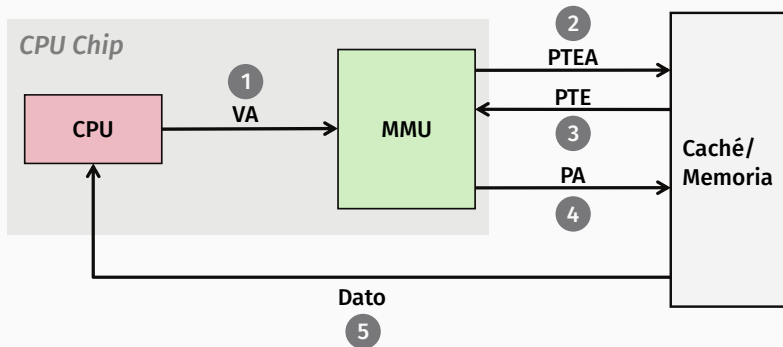 CPU Chip
2
PTEA
1
VA
PTE
CPU
MMU
3
Caché/
Memoria
PA
4
Dato
5